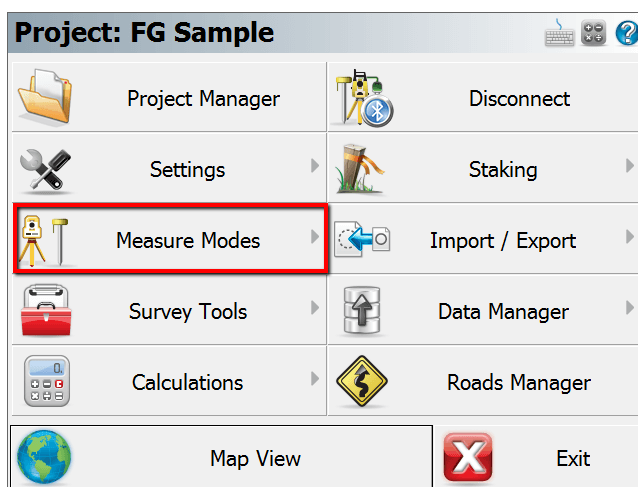 Project: FG Sample
Project Manager
Disconnect
Settings
Staking
Measure Modes
Import / Export
Survey Tools
Data Manager
Calculations
Roads Manager
Map View
Exit